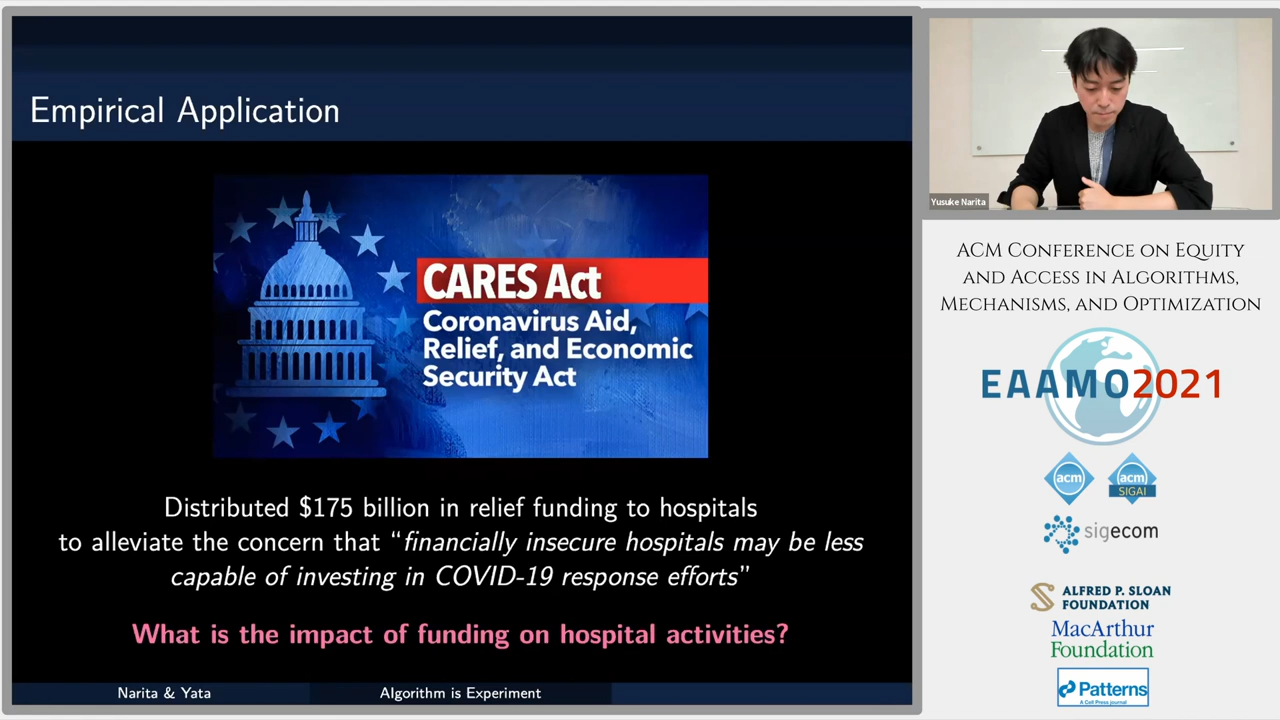 Empirical Application
CARES Act
Coronavirus Aid,
Relief, and Economic
Security Act
Distributed $175 billion in relief funding to hospitals
to alleviate the concern that “financially insecure hospitals may be less
capable of investing in COVID-19 response efforts”
What is the impact of funding on hospital activities?
Narita & Yata
Algorithm is Experiment
Yusuke Narita
ACM Conference on Equity
and Access in Algorithms,
Mechanisms, and Optimization
EAAMO2021
acm
acm
SIGAI
sigecom
ALFRED P. SLOAN
FOUNDATION
MacArthur
Foundation
Patterns
A Cell Press journal